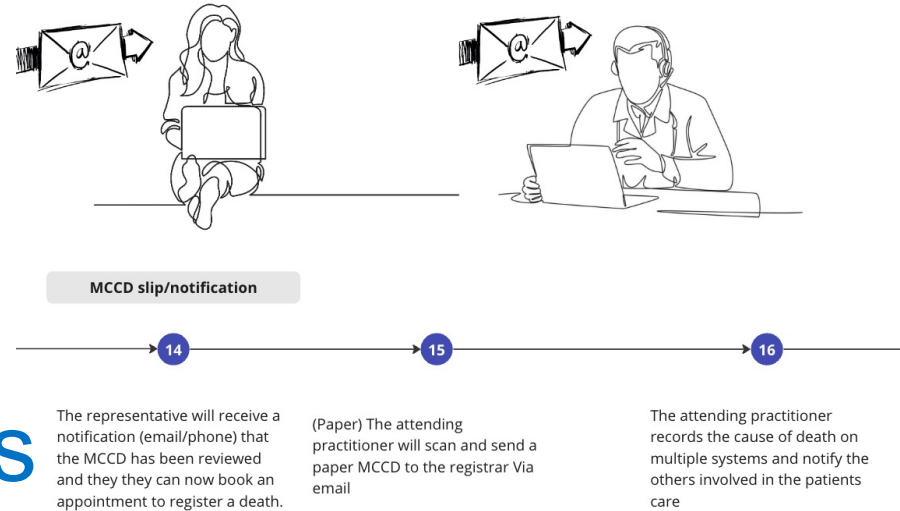 @
@
MCCD slip/notification
14
15
16
The representative will receive a
notification (email/phone) that
the MCCD has been reviewed
and they they can now book an
appointment to register a death.
(Paper) The attending
practitioner will scan and send a
paper MCCD to the registrar Via
email
The attending practitioner
records the cause of death on
multiple systems and notify the
others involved in the patients
care
s